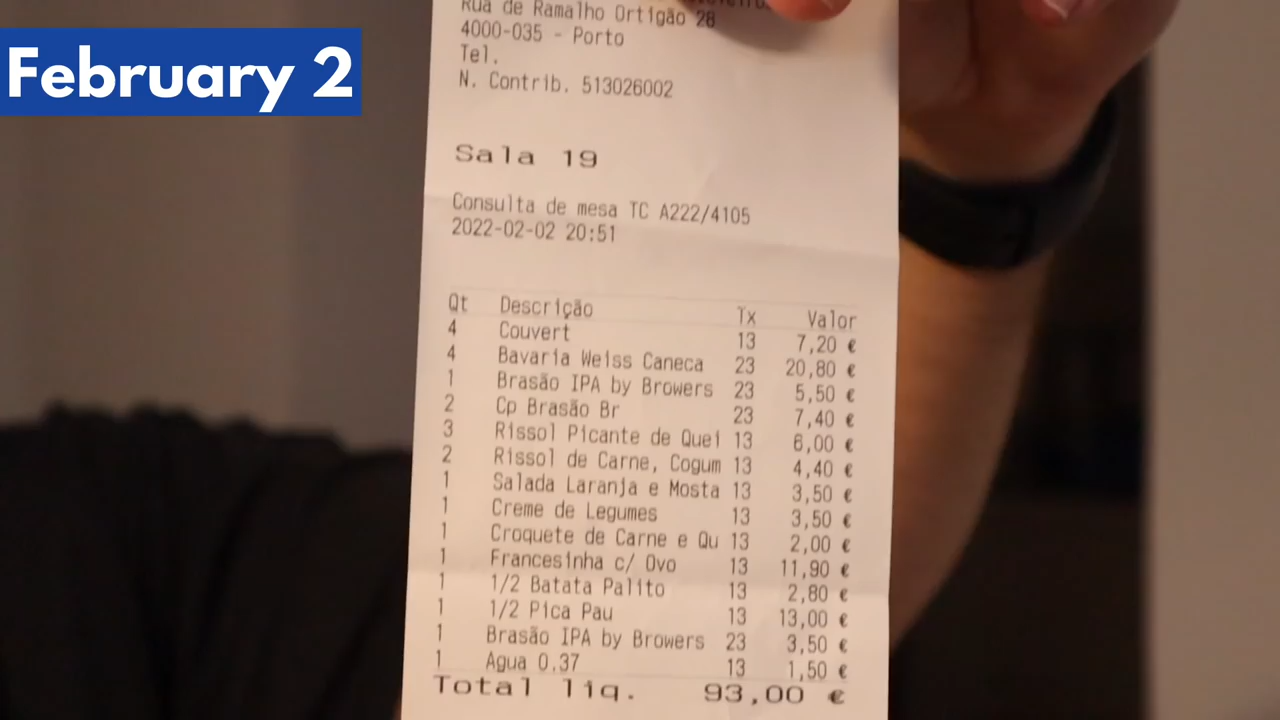 February 2
Rua de Ramalho Ortigão 28
4000-035 - Porto
Tel.
N. Contrib. 513026002
Sala 19
Consulta de mesa TC A222/4105
2022-02-02 20:51
Qt Descrição Tx Valor
4 Couvert 13 7,20 €
4 Bavaria Weiss Caneca 23 20,80 €
1 Brasão IPA by Browers 23 5,50 €
2 Cp Brasão Br 23 7,40 €
3 Rissol Picante de Quei 13 6,00 €
2 Rissol de Carne, Cogum 13 4,40 €
1 Salada Laranja e Mosta 13 3,50 €
1 Creme de Legumes 13 3,50 €
1 Croquete de Carne e Qu 13 2,00 €
1 Francesinha c/ Ovo 13 11,90 €
1 1/2 Batata Palito 13 2,80 €
1 1/2 Pica Pau 13 13,00 €
1 Brasão IPA by Browers 23 3,50 €
1 Agua 0.37 13 1,50 €
Total liq. 93,00 €